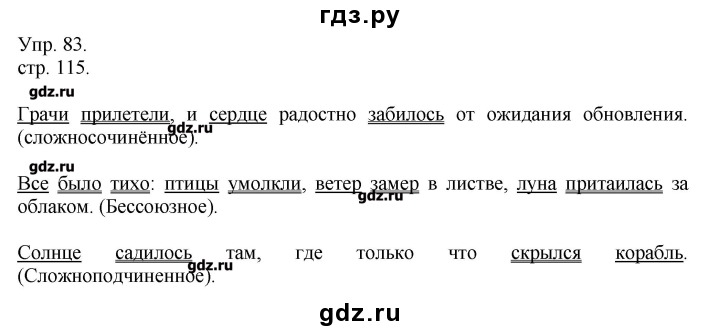 гдз.ру
Упр. 83.
стр. 115.
gdz.ru
Грачи прилетели, и сердце радостно забилось от ожидания обновления.
gdz.ru
(сложносочинённое).
gdz.ru
Все было тихо: птицы умолкли, ветер замер в листве, луна притаилась за
gdz.ru
облаком. (Бессоюзное).
Солнце садилось там, где только что скрылся корабль.
gdz.ru
(Сложноподчиненное).
gdz.ru